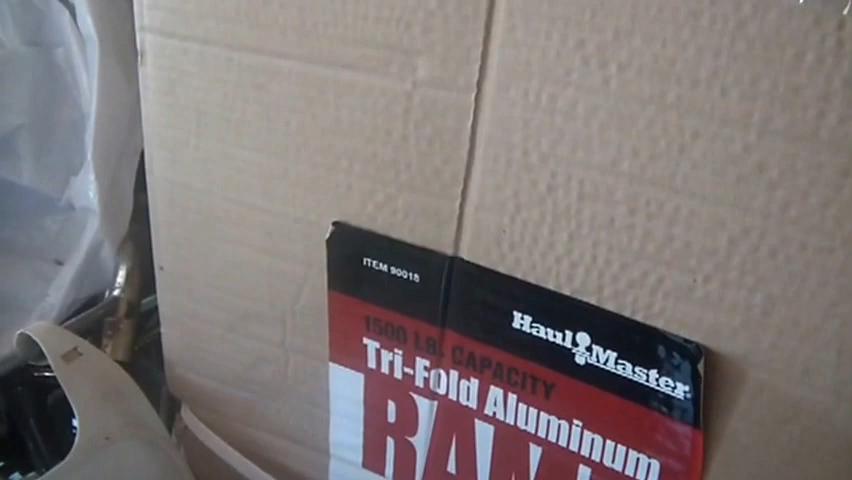 ITEM 90018
Haul Master
1500 LB. CAPACITY
Tri-Fold Aluminum